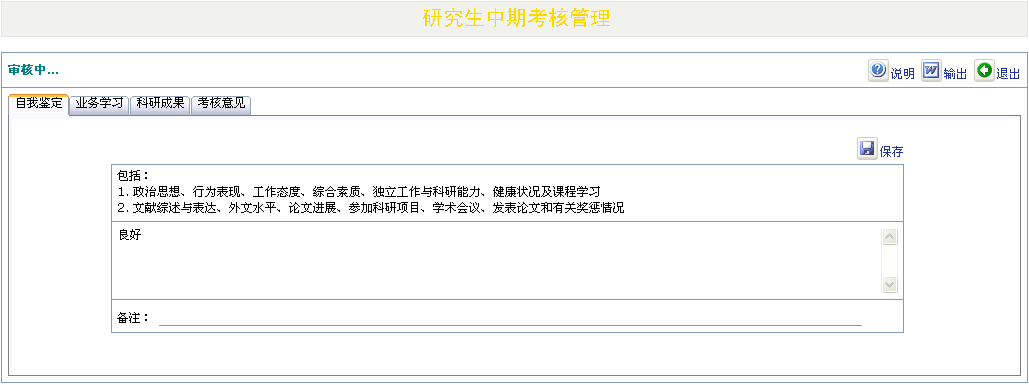 研究生中期考核管理
审核中...
说明 输出 退出
自我鉴定 业务学习 科研成果 考核意见
保存
包括：
1.政治思想、行为表现、工作态度、综合素质、独立工作与科研能力、健康状况及课程学习
2.文献综述与表达、外文水平、论文进展、参加科研项目、学术会议、发表论文和有关奖惩情况
良好
备注：